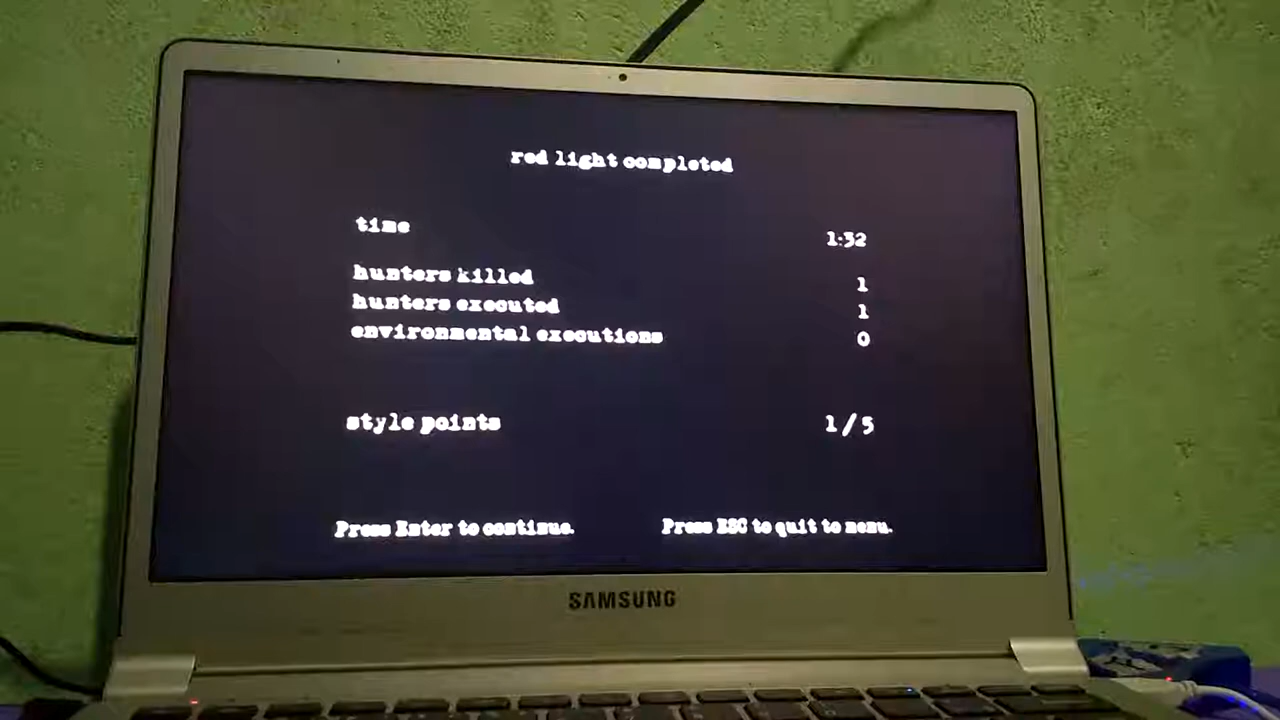 red light completed
time 1:32
hunters killed 1
hunters executed 1
environmental executions 0
style points 1/5
Press Enter to continue. Press ESC to quit to menu.
SAMSUNG